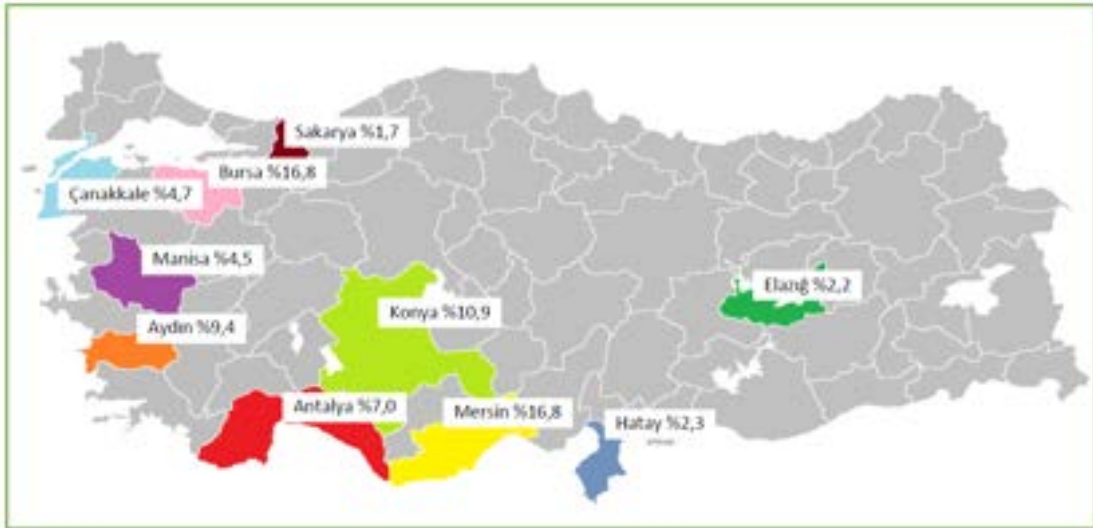 Sakarya %1,7
Bursa %16,8
Çanakkale %4,7
Manisa %4,5
Elazığ %2,2
Konya %10,9
Aydın %9,4
Antalya %7,0
Mersin %16,8
Hatay %2,3